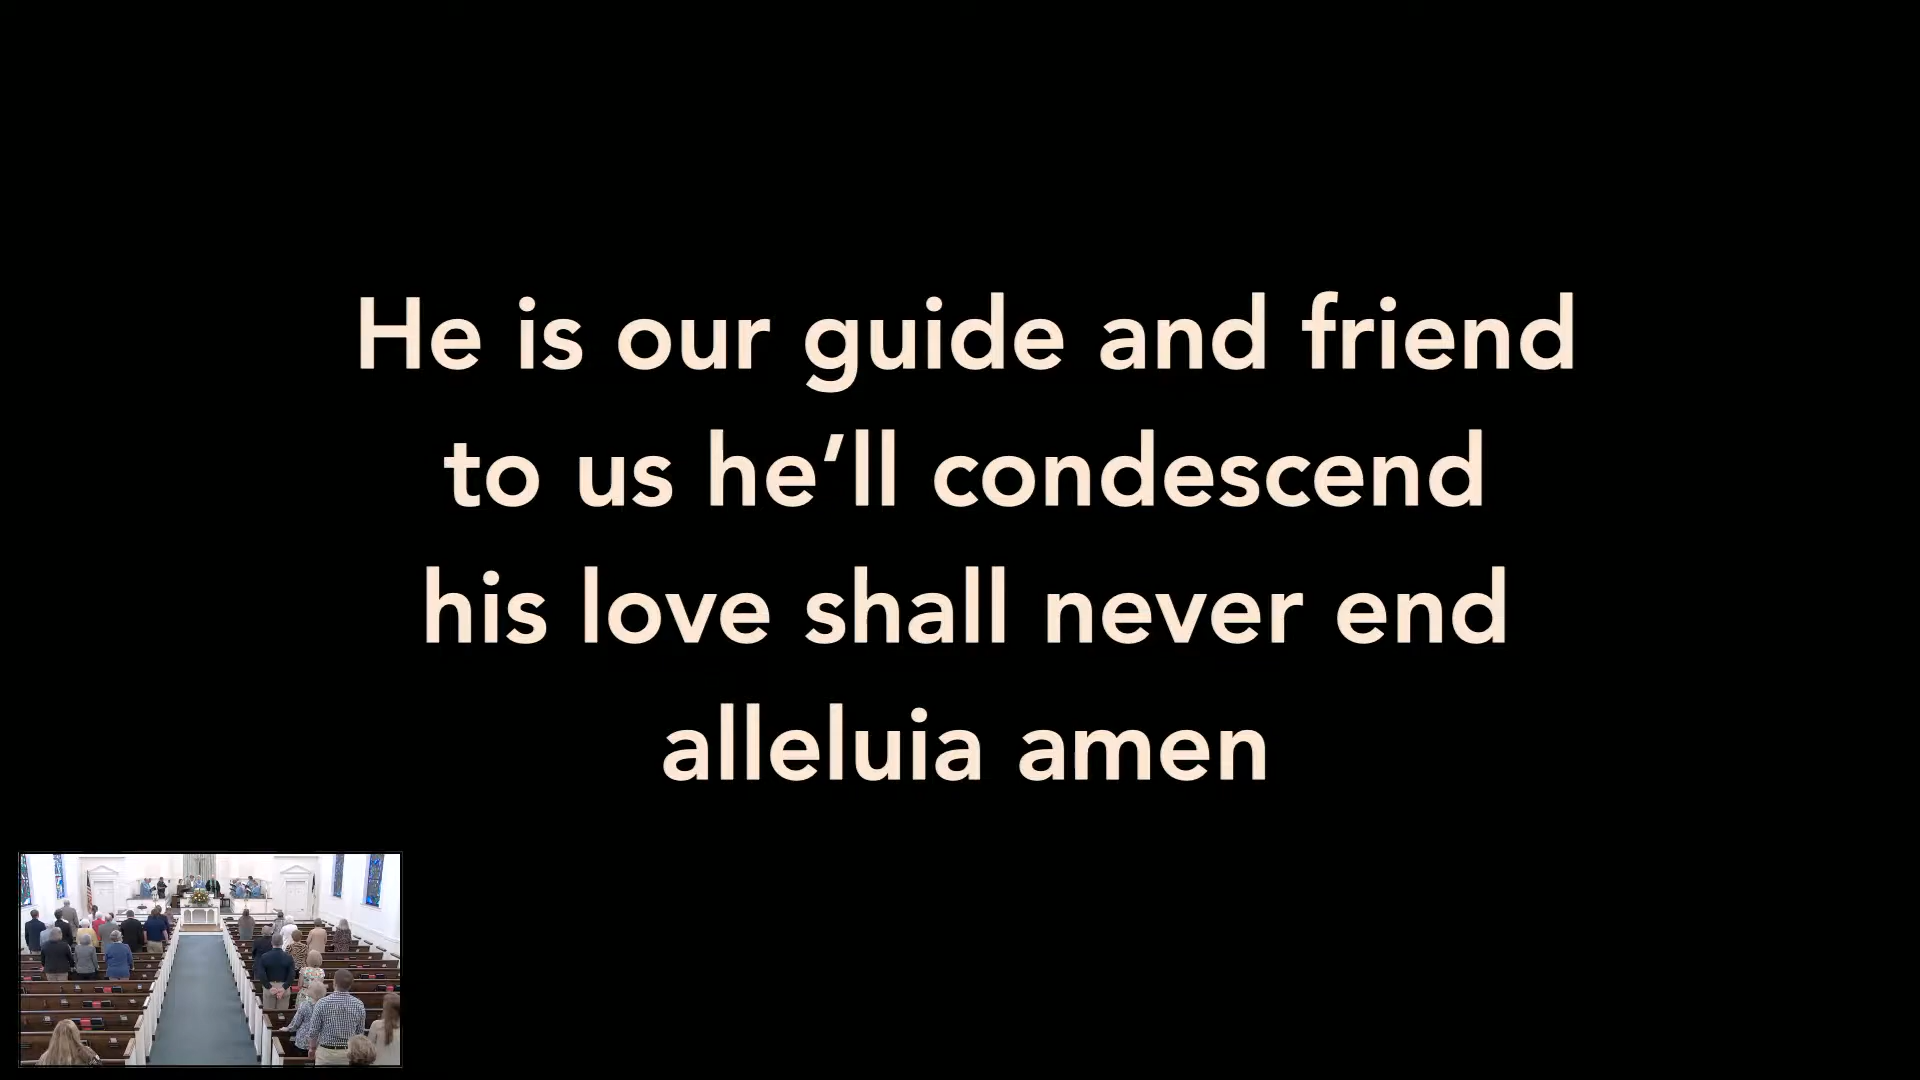 He is our guide and friend
to us he’ll condescend
his love shall never end
alleluia amen